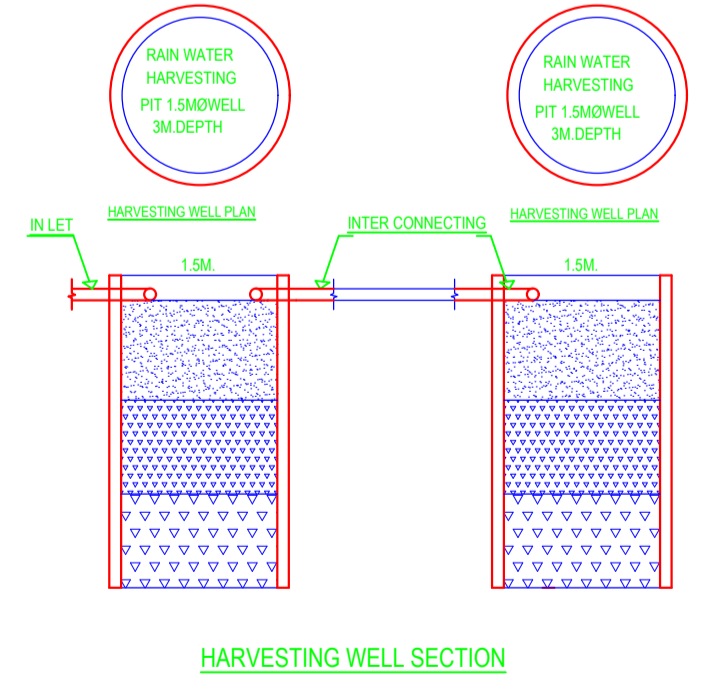 RAIN WATER
HARVESTING
PIT 1.5MØWELL
3M.DEPTH
RAIN WATER
HARVESTING
PIT 1.5MØWELL
3M.DEPTH
HARVESTING WELL PLAN
HARVESTING WELL PLAN
IN LET
INTER CONNECTING
1.5M.
1.5M.
HARVESTING WELL SECTION